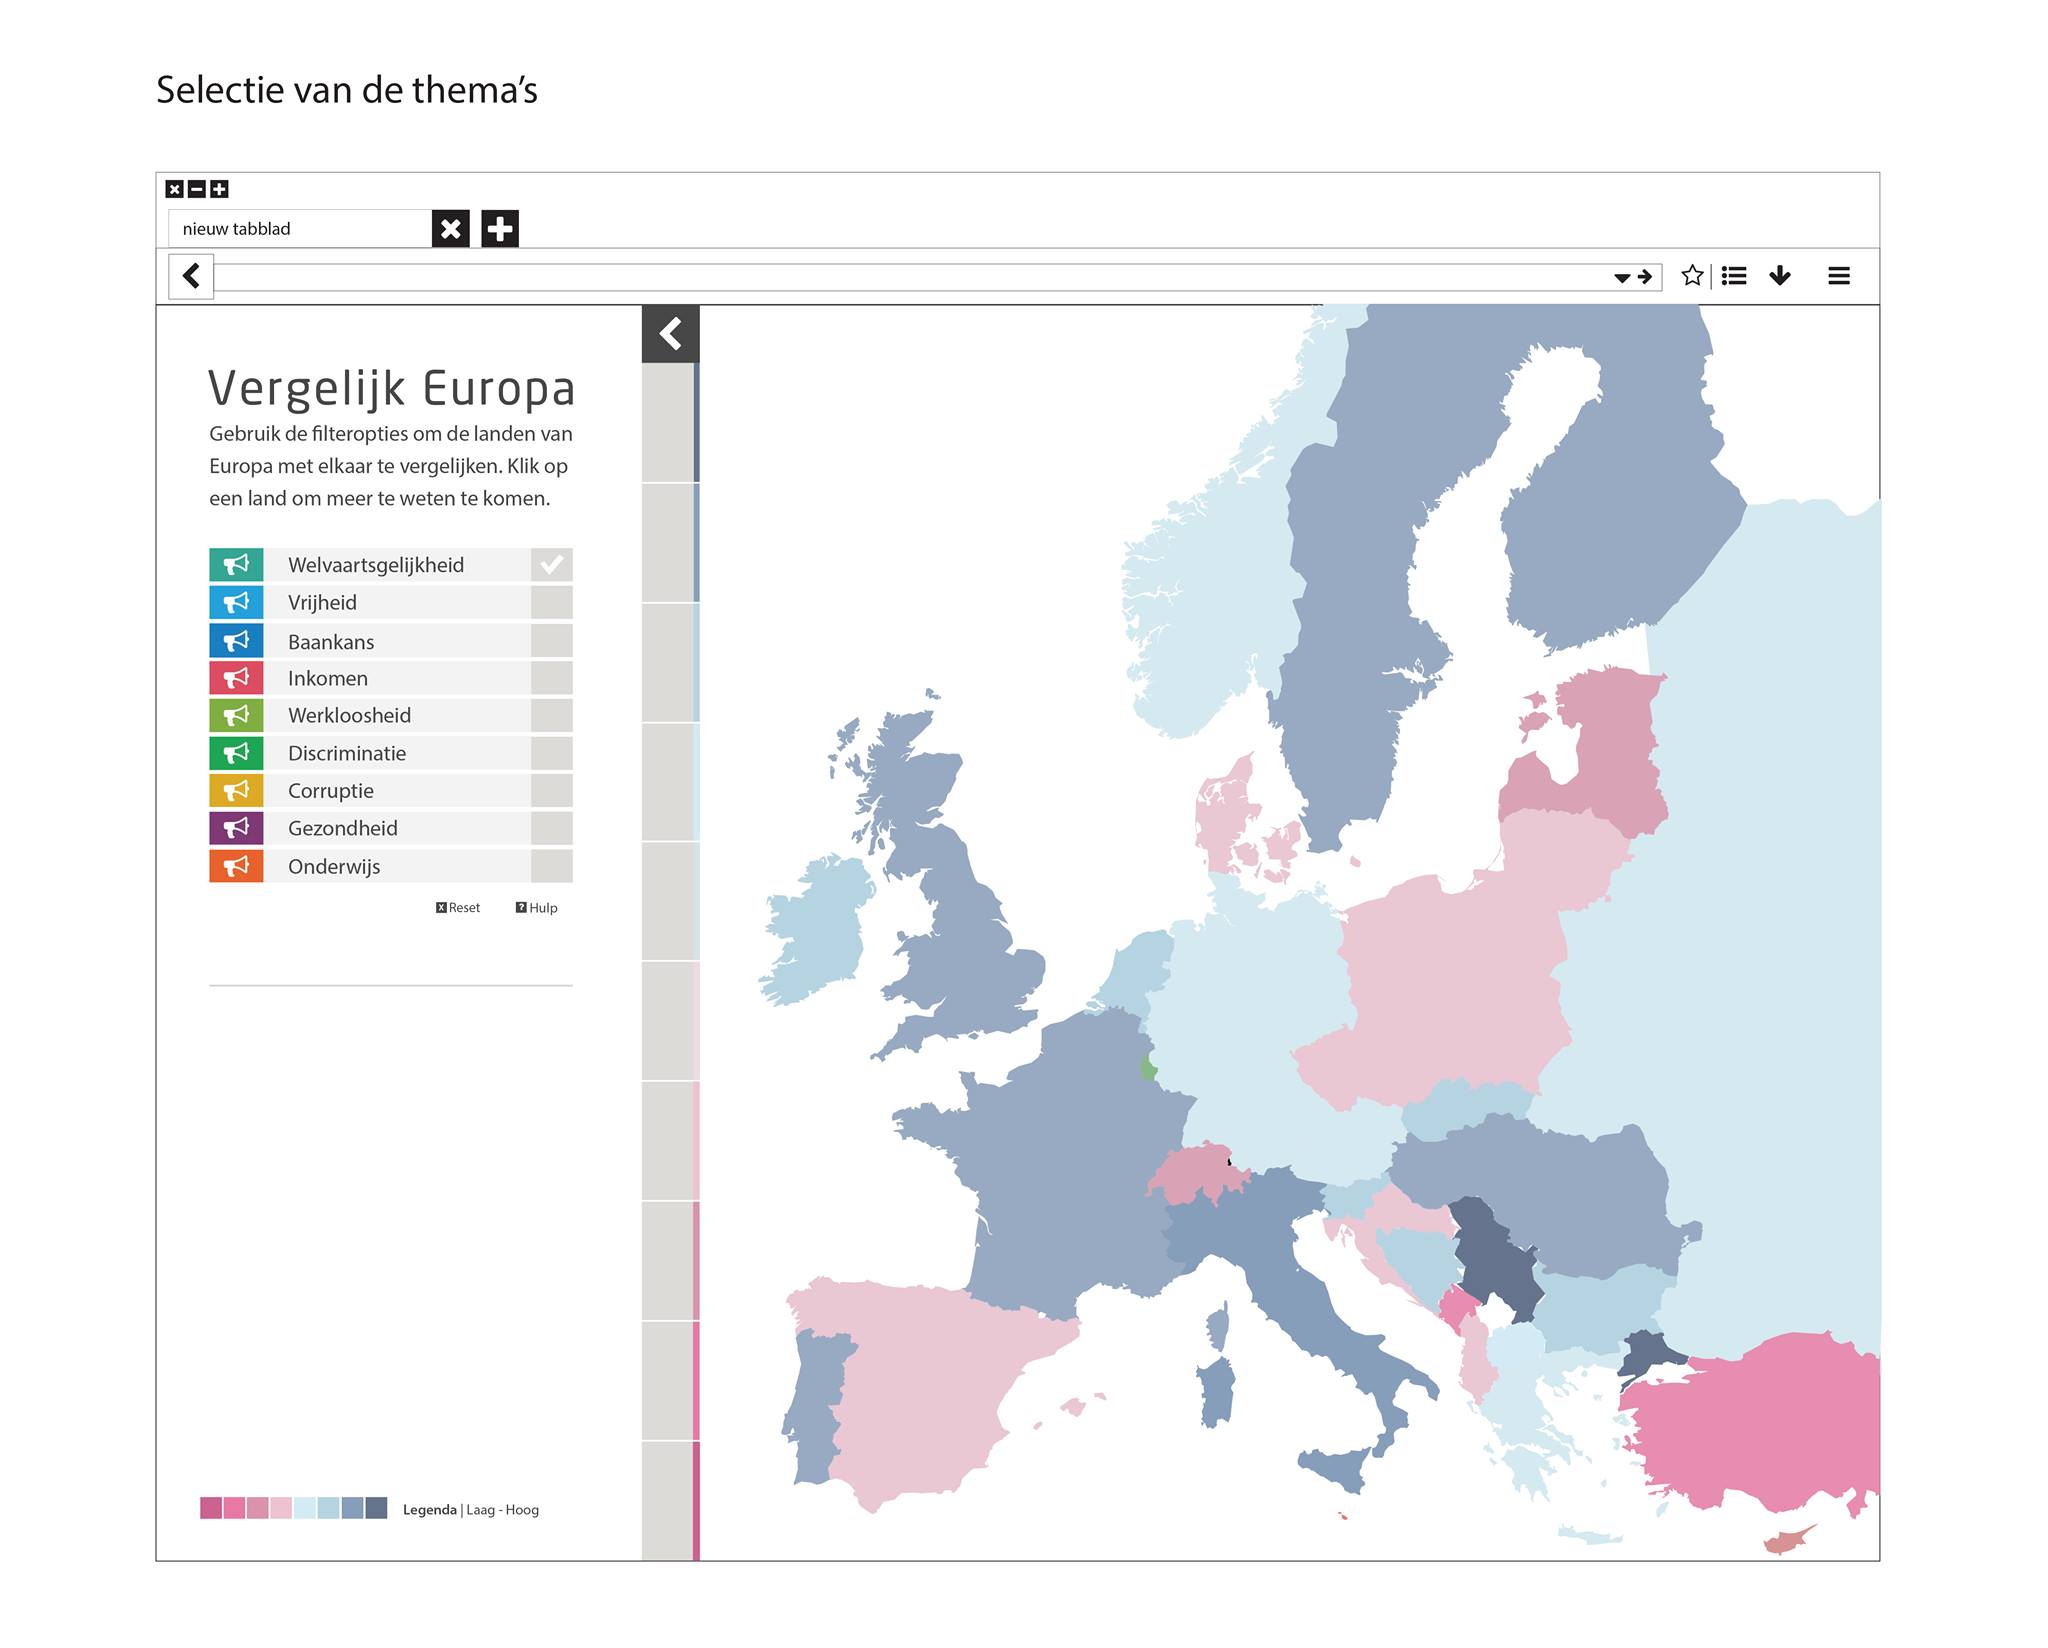 Selectie van de thema's
nieuw tabblad
Vergelijk Europa
Gebruik de filteropties om de landen van
Europa met elkaar te vergelijken. Klik op
een land om meer te weten te komen.
Welvaartsgelijkheid
Vrijheid
Baankans
Inkomen
Werkloosheid
Discriminatie
Corruptie
Gezondheid
Onderwijs
x Reset ? Hulp
Legenda | Laag - Hoog